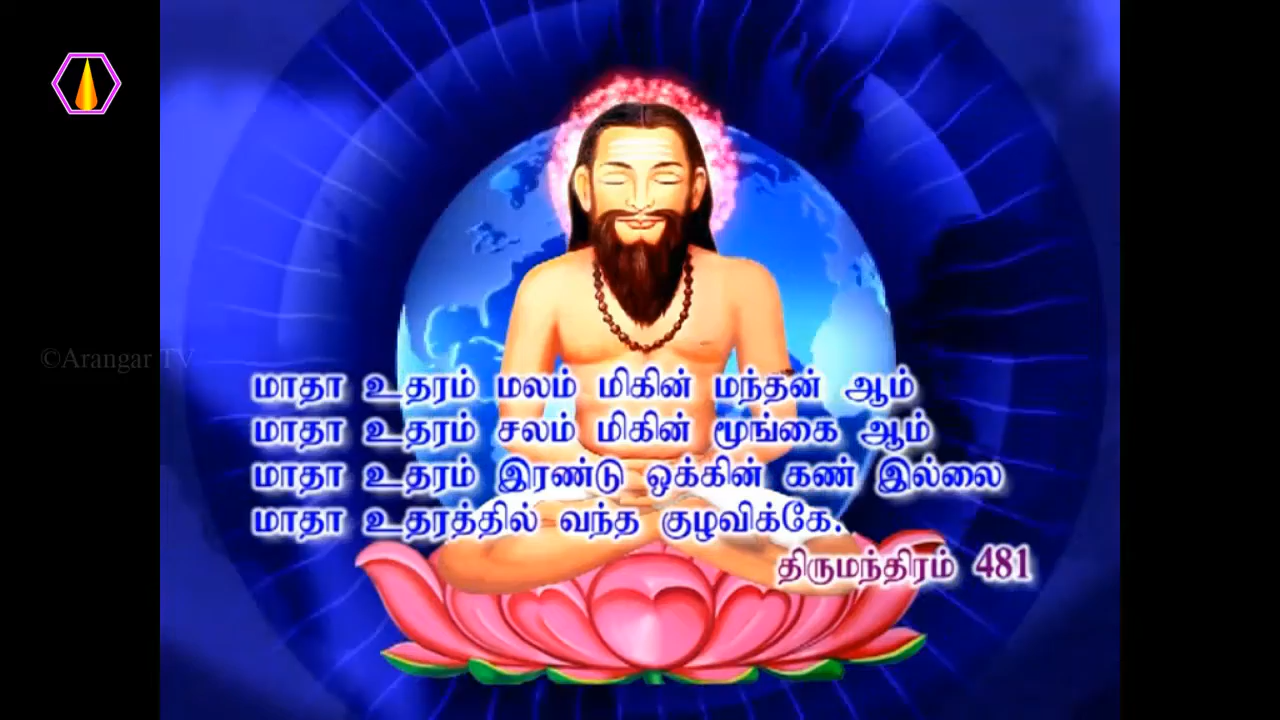 ©Arangar TV
மாதா உதரம் மலம் மிகின் மந்தன் ஆம்
மாதா உதரம் சலம் மிகின் மூங்கை ஆம்
மாதா உதரம் இரண்டு ஒக்கின் கண் இல்லை
மாதா உதரத்தில் வந்த குழவிக்கே.
திருமந்திரம் 481